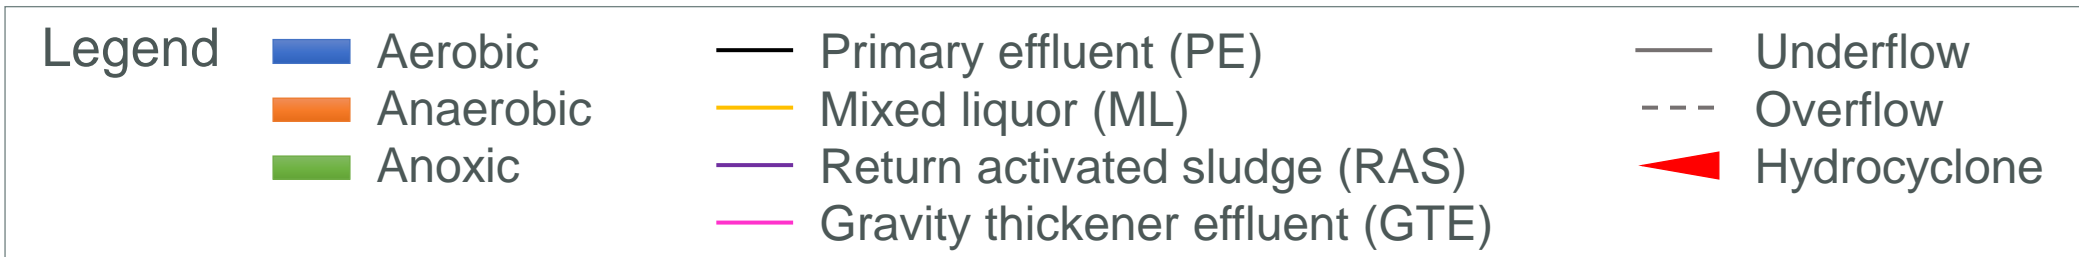 Legend
Aerobic
Anaerobic
Anoxic
Primary effluent (PE)
Mixed liquor (ML)
Return activated sludge (RAS)
Gravity thickener effluent (GTE)
Underflow
Overflow
Hydrocyclone